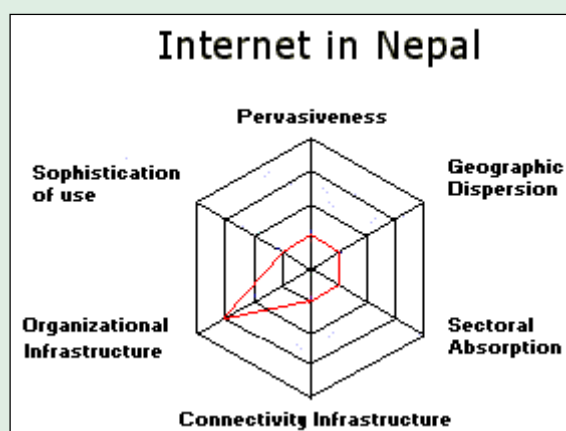 Internet in Nepal
Pervasiveness
Geographic
Dispersion
Sophistication
of use
Organizational
Infrastructure
Sectoral
Absorption
Connectivity Infrastructure